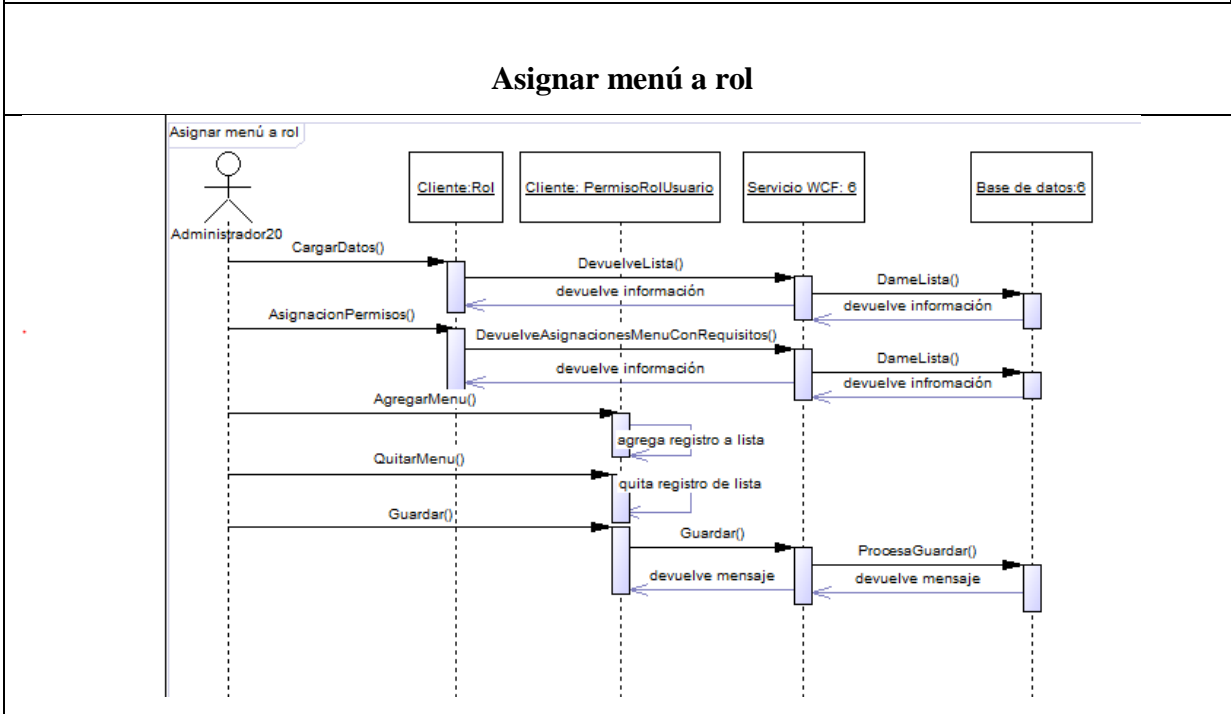 Asignar menú a rol
Asignar menú a rol
Cliente:Rol
Cliente: PermisoRolUsuario
Servicio WCF: 6
Base de datos:6
Administrador20
CargarDatos()
DevuelveLista()
DameLista()
devuelve información
devuelve información
AsignacionPermisos()
DevuelveAsignacionesMenuConRequisitos()
DameLista()
devuelve información
devuelve infromación
AgregarMenu()
agrega registro a lista
QuitarMenu()
quita registro de lista
Guardar()
Guardar()
ProcesaGuardar()
devuelve mensaje
devuelve mensaje